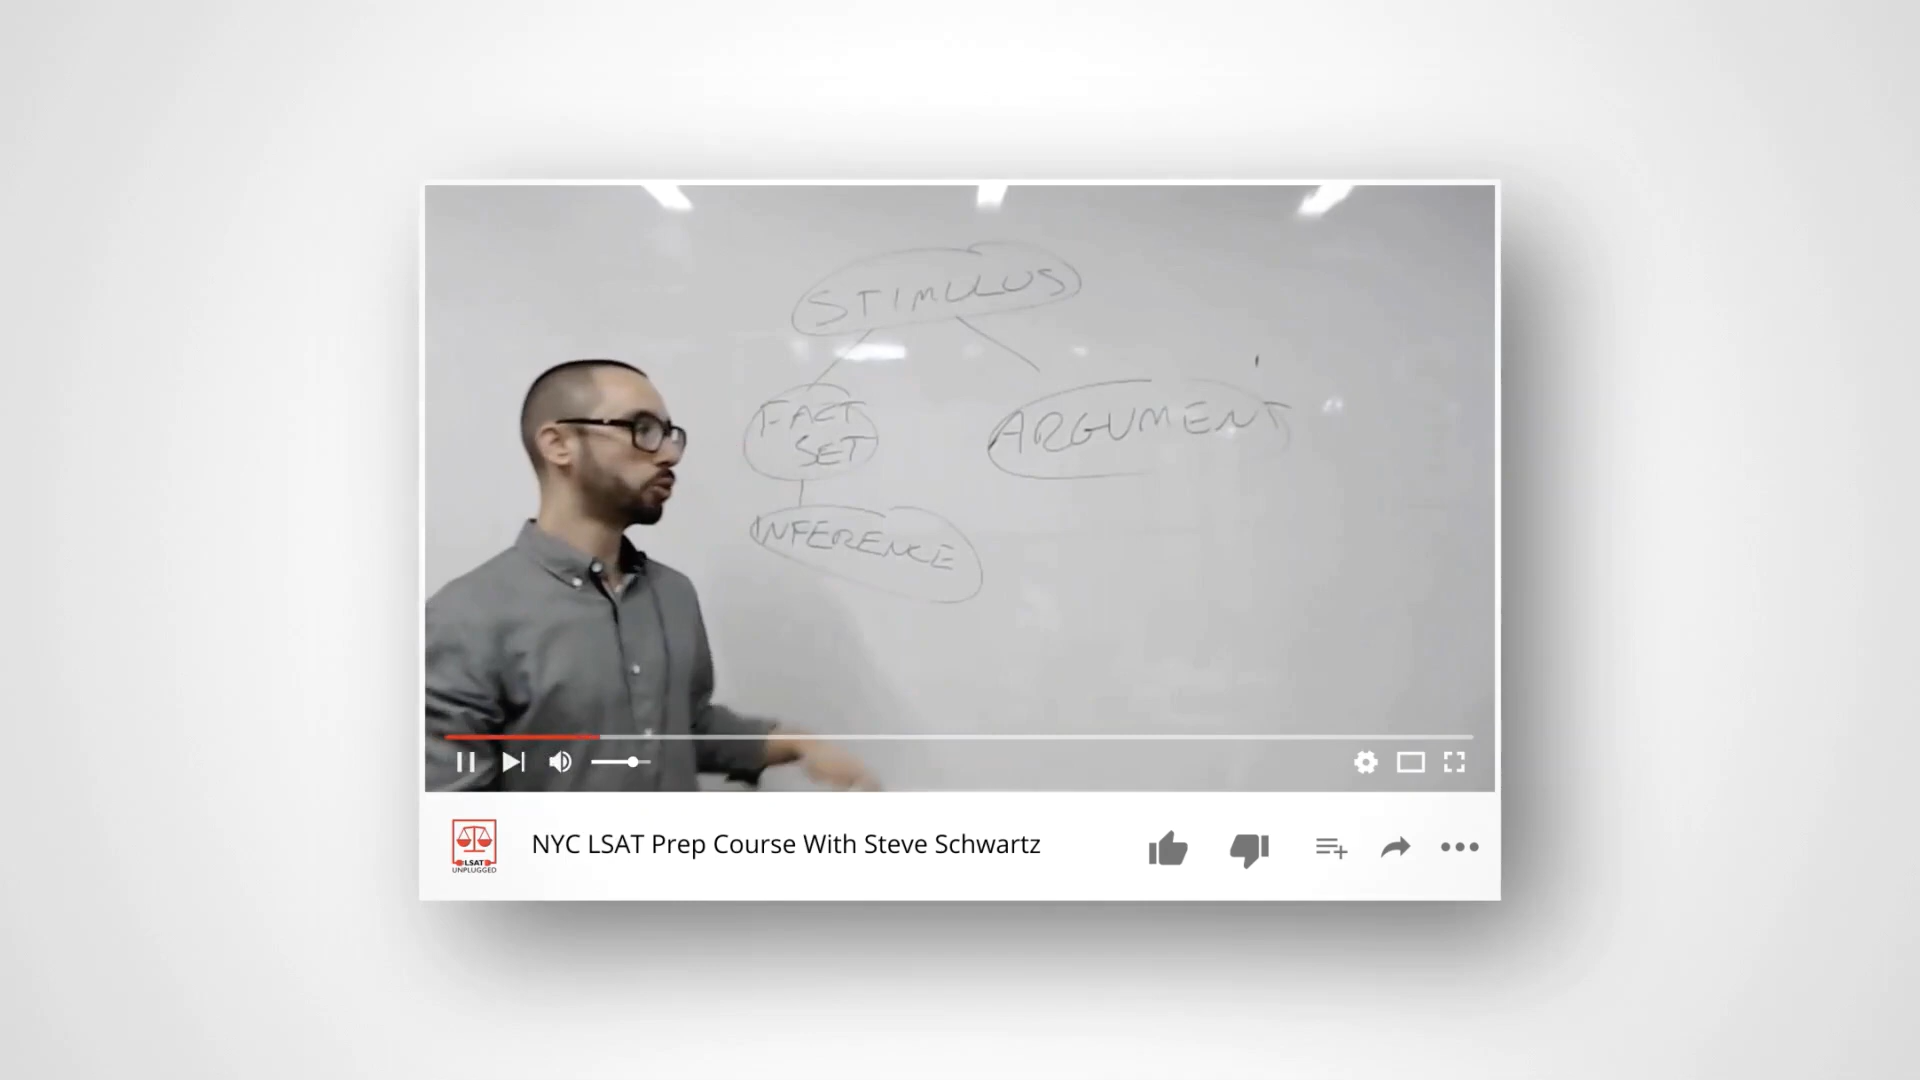 STIMULUS
FACT
SET
ARGUMENT
INFERENCE
LSAT
UNPLUGGED
NYC LSAT Prep Course With Steve Schwartz